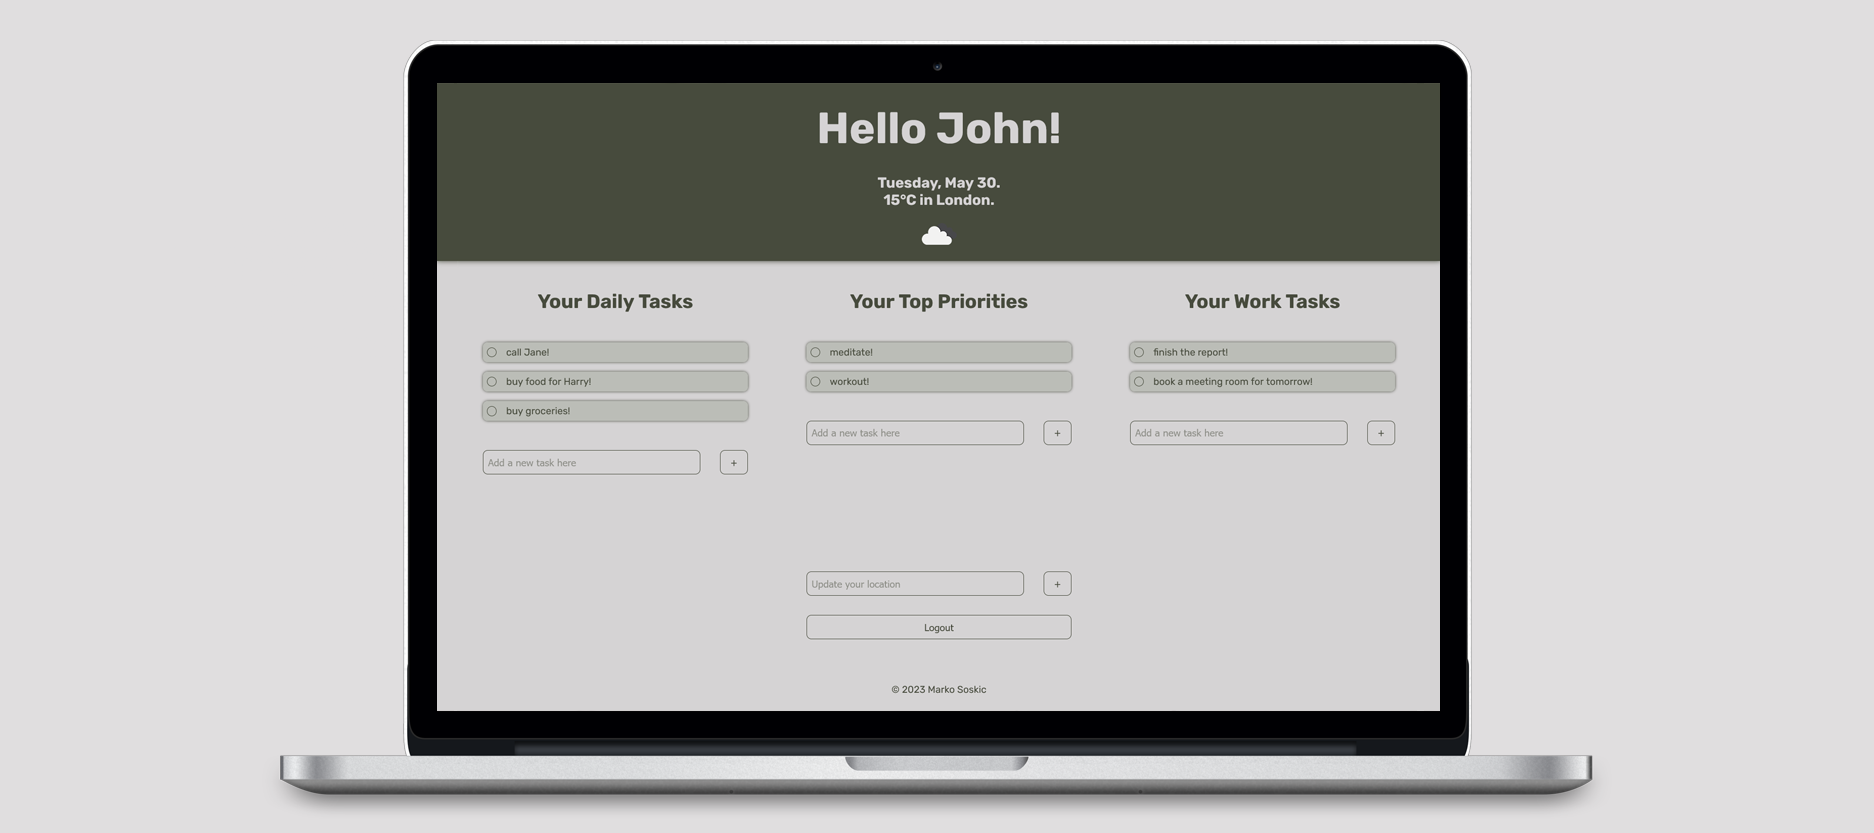 Hello John!
Tuesday, May 30.
15°C in London.
Your Daily Tasks
call Jane!
buy food for Harry!
buy groceries!
Add a new task here
+
Your Top Priorities
meditate!
workout!
Add a new task here
+
Your Work Tasks
finish the report!
book a meeting room for tomorrow!
Add a new task here
+
Update your location
+
Logout
© 2023 Marko Soskic